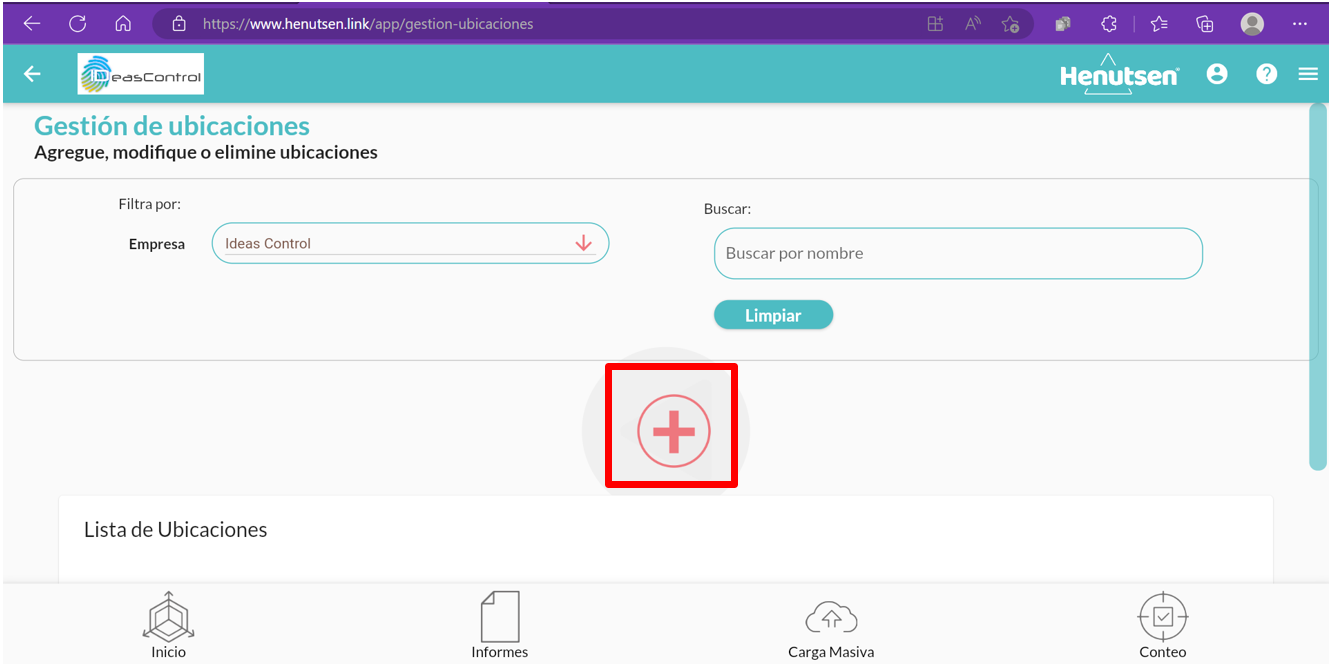 https://www.henutsen.link/app/gestion-ubicaciones
IDeasControl
Henutsen
Gestión de ubicaciones
Agregue, modifique o elimine ubicaciones
Filtra por:
Buscar:
Empresa
Ideas Control
Buscar por nombre
Limpiar
Lista de Ubicaciones
Inicio
Informes
Carga Masiva
Conteo